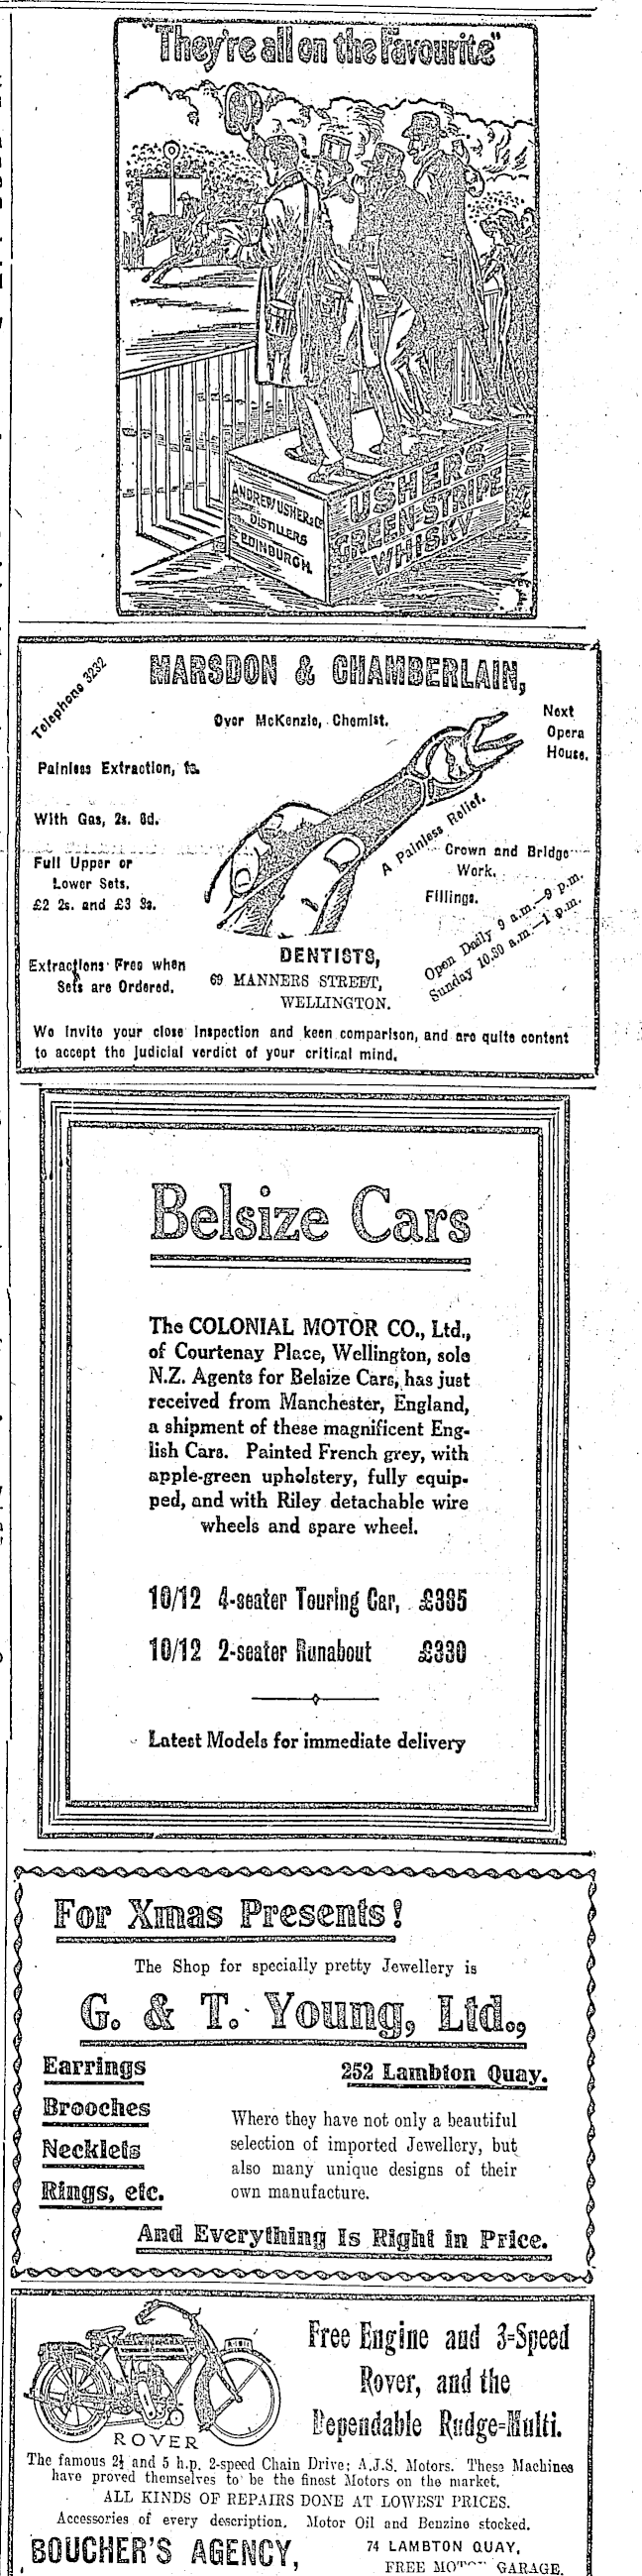 "They're all on the Favourite"
ANDREW USHER & Co
DISTILLERS
EDINBURGH.
USHER'S
GREEN STRIPE
WHISKY
MARSDON & CHAMBERLAIN,
Telephone 3232
Over McKenzie, Chemist.
Next
Opera
House.
Painless Extraction, 1s.
With Gas, 2s. 6d.
Full Upper or
Lower Sets.
£2 2s. and £3 3s.
A Painless Relief.
Crown and Bridge
Work.
Fillings.
Extractions Free when
Sets are Ordered.
DENTISTS,
69 MANNERS STREET,
WELLINGTON.
Open Daily 9 a.m.—9 p.m.
Sunday 10.30 a.m.—1 p.m.
We invite your close inspection and keen comparison, and are quite content
to accept the judicial verdict of your critical mind.
Belsize Cars
The COLONIAL MOTOR CO., Ltd.,
of Courtenay Place, Wellington, sole
N.Z. Agents for Belsize Cars, has just
received from Manchester, England,
a shipment of these magnificent Eng-
lish Cars. Painted French grey, with
apple-green upholstery, fully equip-
ped, and with Riley detachable wire
wheels and spare wheel.
10/12 4-seater Touring Car, £385
10/12 2-seater Runabout £330
Latest Models for immediate delivery
For Xmas Presents!
The Shop for specially pretty Jewellery is
G. & T. Young, Ltd.,
Earrings
252 Lambton Quay.
Brooches
Necklets
Rings, etc.
Where they have not only a beautiful
selection of imported Jewellery, but
also many unique designs of their
own manufacture.
And Everything Is Right in Price.
ROVER
Free Engine and 3-Speed
Rover, and the
Dependable Rudge-Multi.
The famous 2½ and 5 h.p. 2-speed Chain Drive; A.J.S. Motors. These Machines
have proved themselves to be the finest Motors on the market.
ALL KINDS OF REPAIRS DONE AT LOWEST PRICES.
Accessories of every description. Motor Oil and Benzine stocked.
BOUCHER'S AGENCY,
74 LAMBTON QUAY,
FREE GARAGE.